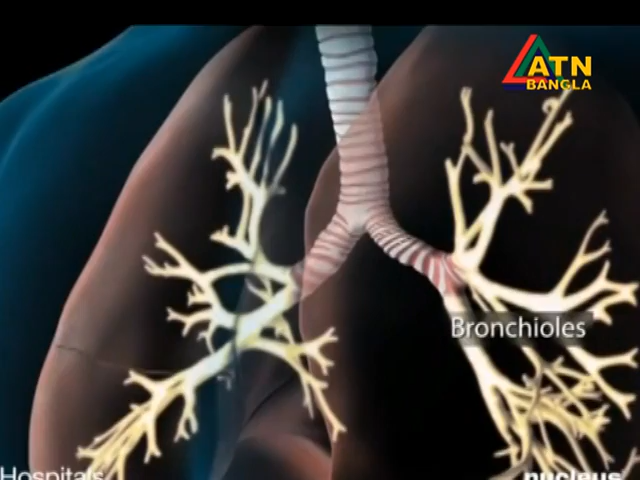 ATN
BANGLA
Bronchioles
Hospitals
nucleus